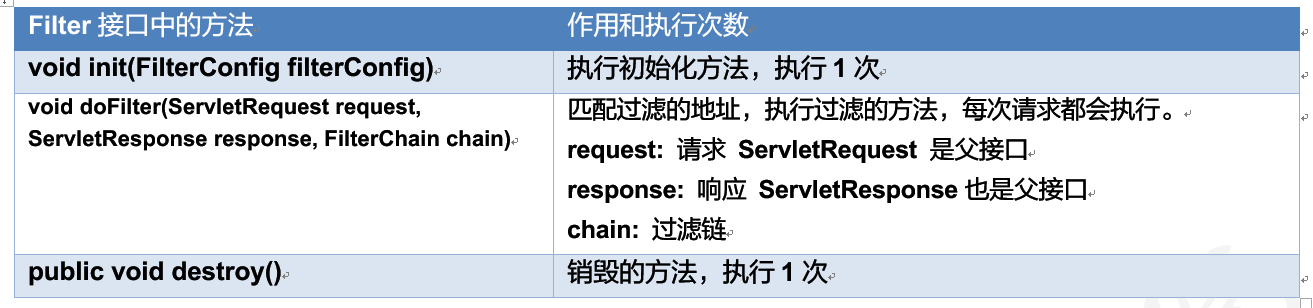 Filter 接口中的方法
作用和执行次数
void init(FilterConfig filterConfig)
执行初始化方法，执行 1 次
void doFilter(ServletRequest request,
ServletResponse response, FilterChain chain)
匹配过滤的地址，执行过滤的方法，每次请求都会执行。
request: 请求 ServletRequest 是父接口
response: 响应 ServletResponse 也是父接口
chain: 过滤链
public void destroy()
销毁的方法，执行 1 次